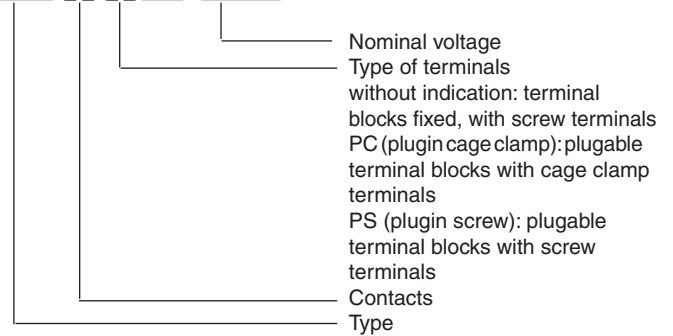 Nominal voltage
Type of terminals
without indication: terminal
blocks fixed, with screw terminals
PC (plugin cage clamp): plugable
terminal blocks with cage clamp
terminals
PS (plugin screw): plugable
terminal blocks with screw
terminals
Contacts
Type